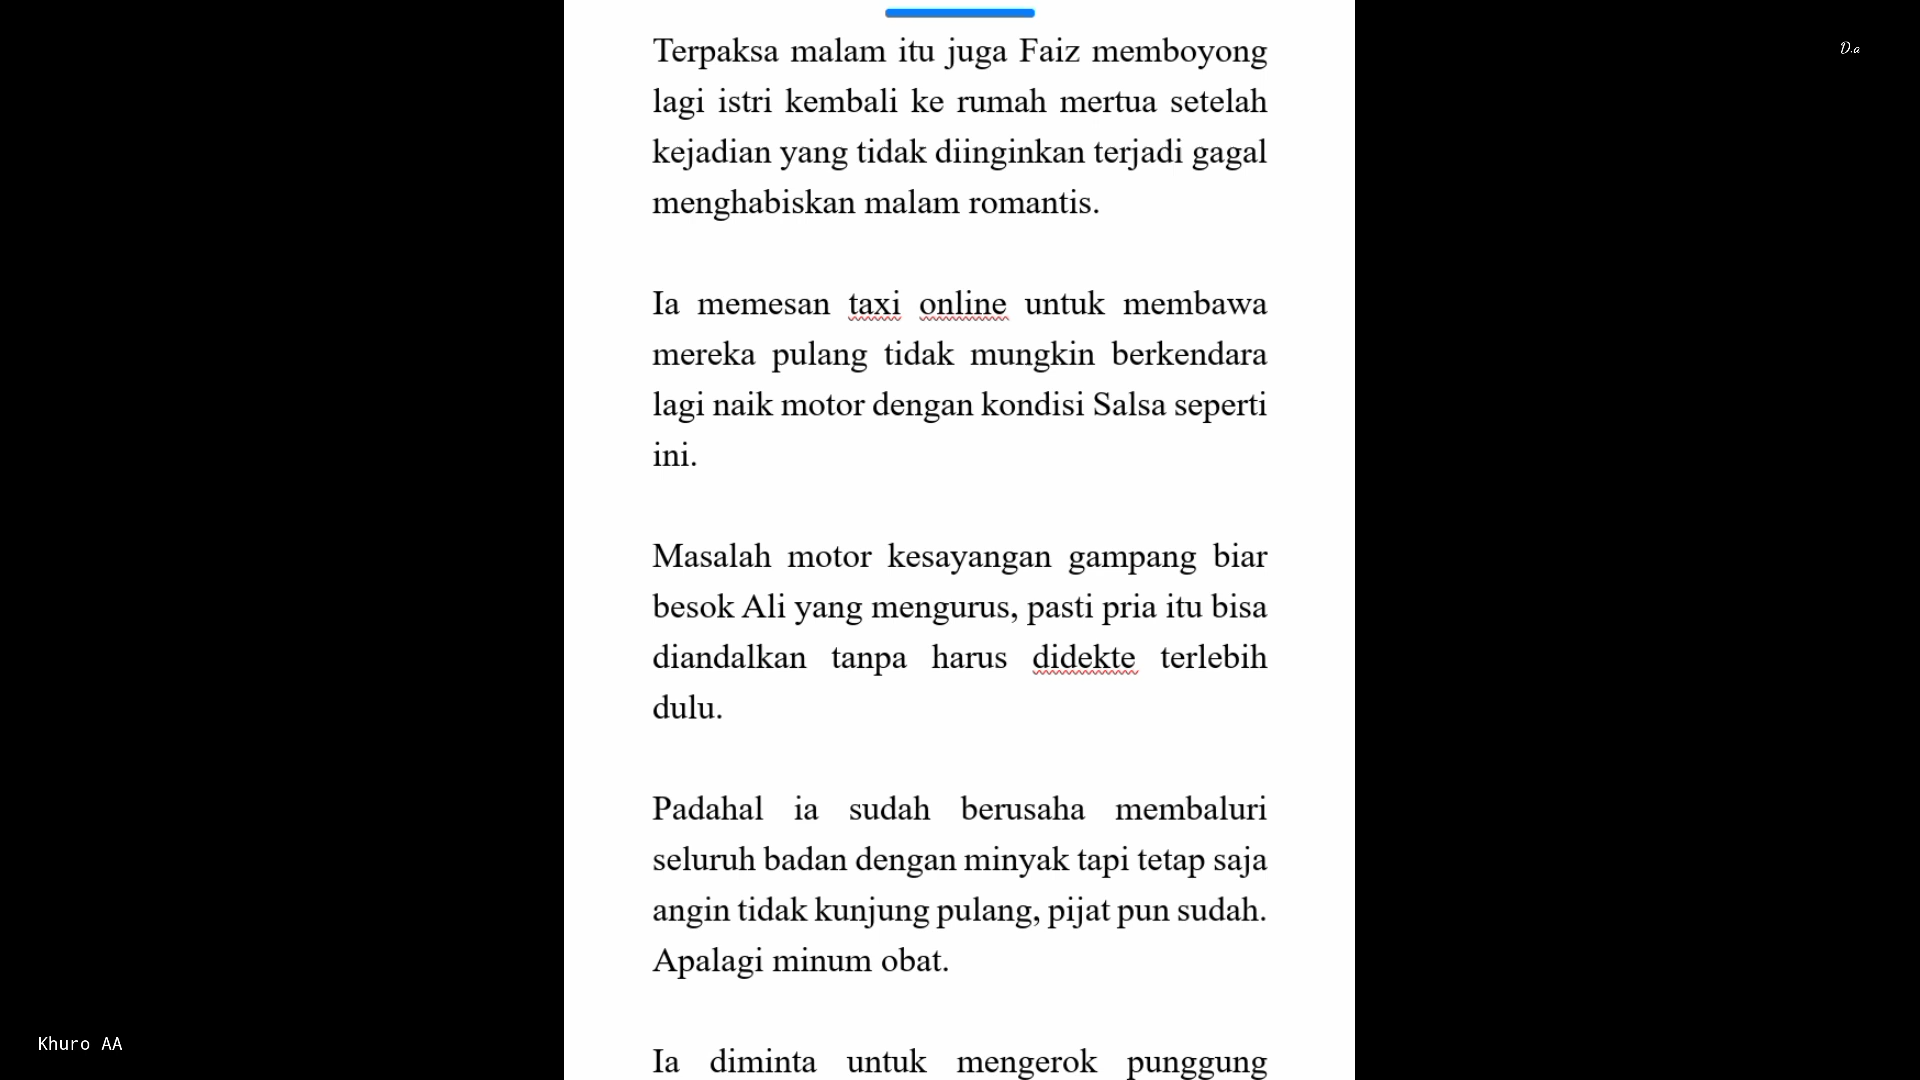 Terpaksa malam itu juga Faiz memboyong
lagi istri kembali ke rumah mertua setelah
kejadian yang tidak diinginkan terjadi gagal
menghabiskan malam romantis.
Ia memesan taxi online untuk membawa
mereka pulang tidak mungkin berkendara
lagi naik motor dengan kondisi Salsa seperti
ini.
Masalah motor kesayangan gampang biar
besok Ali yang mengurus, pasti pria itu bisa
diandalkan tanpa harus didekte terlebih
dulu.
Padahal ia sudah berusaha membaluri
seluruh badan dengan minyak tapi tetap saja
angin tidak kunjung pulang, pijat pun sudah.
Apalagi minum obat.
Ia diminta untuk mengerok punggung
D.a
Khuro AA